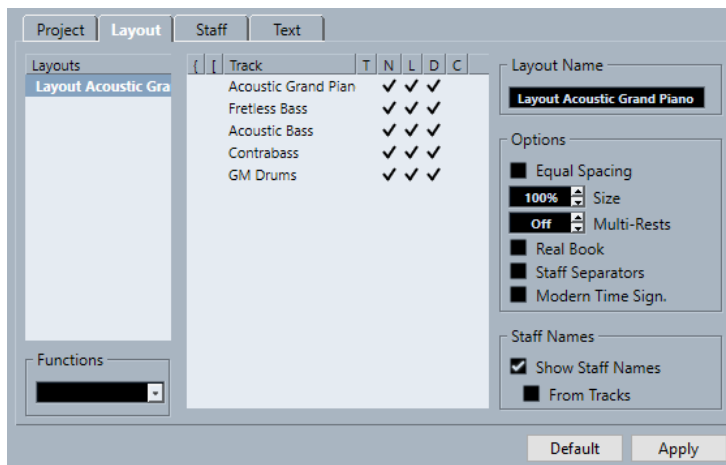 Project Layout Staff Text
Layouts
Layout Acoustic Gra
{ [ Track T N L D C
Acoustic Grand Pian
Fretless Bass
Acoustic Bass
Contrabass
GM Drums
Functions
Layout Name
Layout Acoustic Grand Piano
Options
Equal Spacing
100% Size
Off Multi-Rests
Real Book
Staff Separators
Modern Time Sign.
Staff Names
Show Staff Names
From Tracks
Default Apply